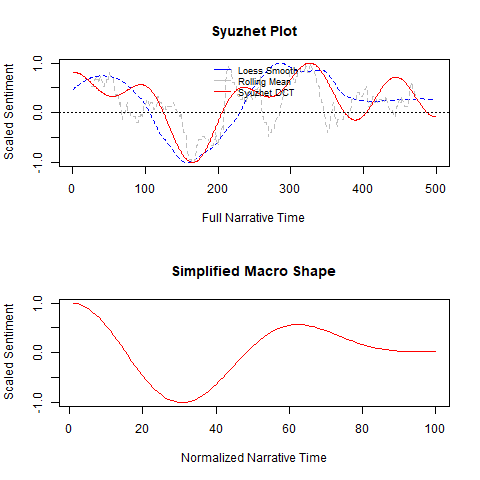 Syuzhet Plot
Scaled Sentiment
1.0
0.0
-1.0
Loess Smooth
Rolling Mean
Syuzhet DCT
0 100 200 300 400 500
Full Narrative Time
Simplified Macro Shape
Scaled Sentiment
1.0
0.0
-1.0
0 20 40 60 80 100
Normalized Narrative Time